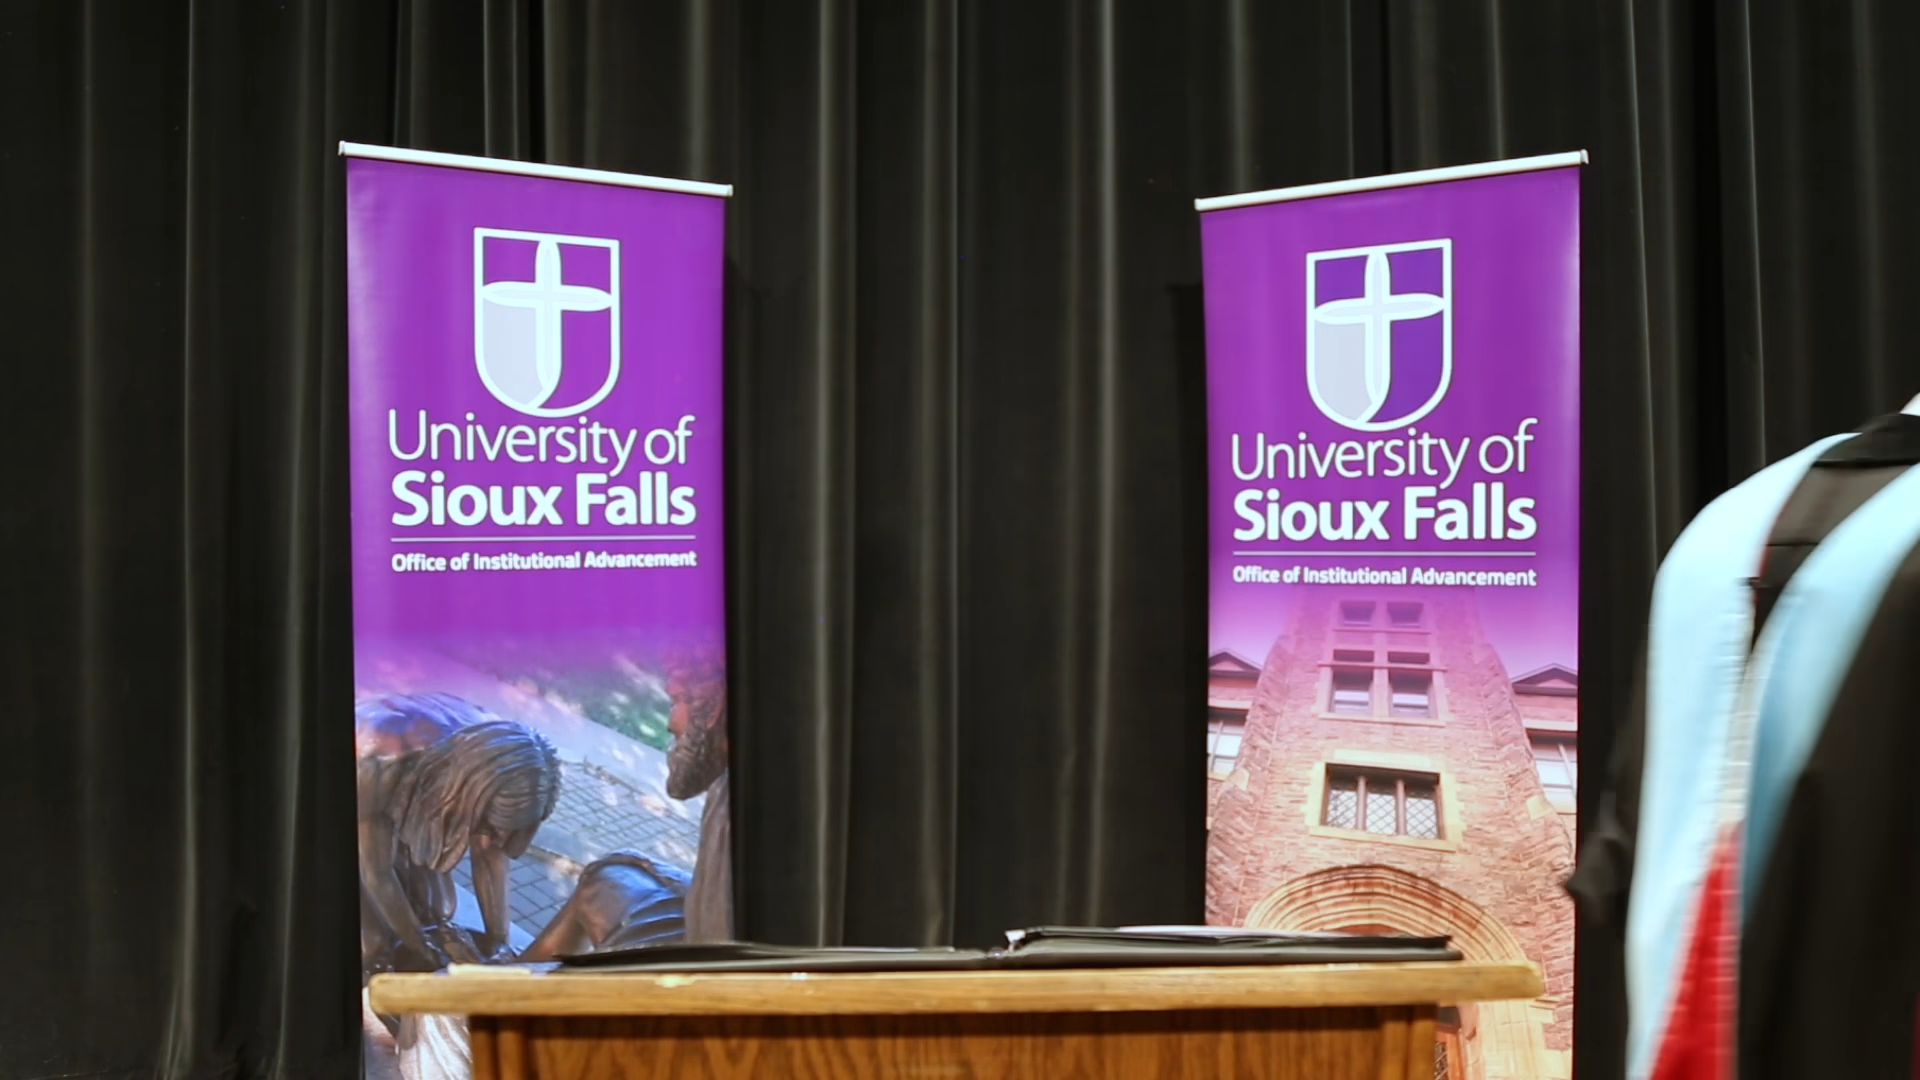 University of
Sioux Falls
Office of Institutional Advancement
University of
Sioux Falls
Office of Institutional Advancement